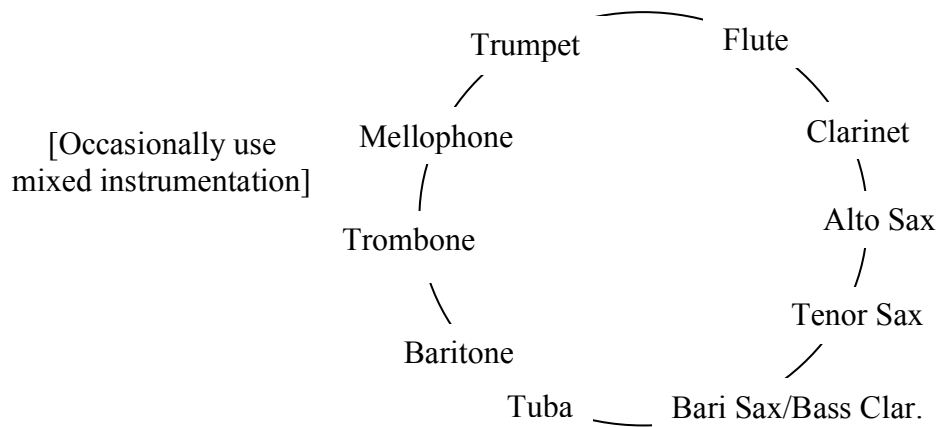 Trumpet
Flute
Mellophone
Clarinet
[Occasionally use
mixed instrumentation]
Trombone
Alto Sax
Tenor Sax
Baritone
Tuba
Bari Sax/Bass Clar.